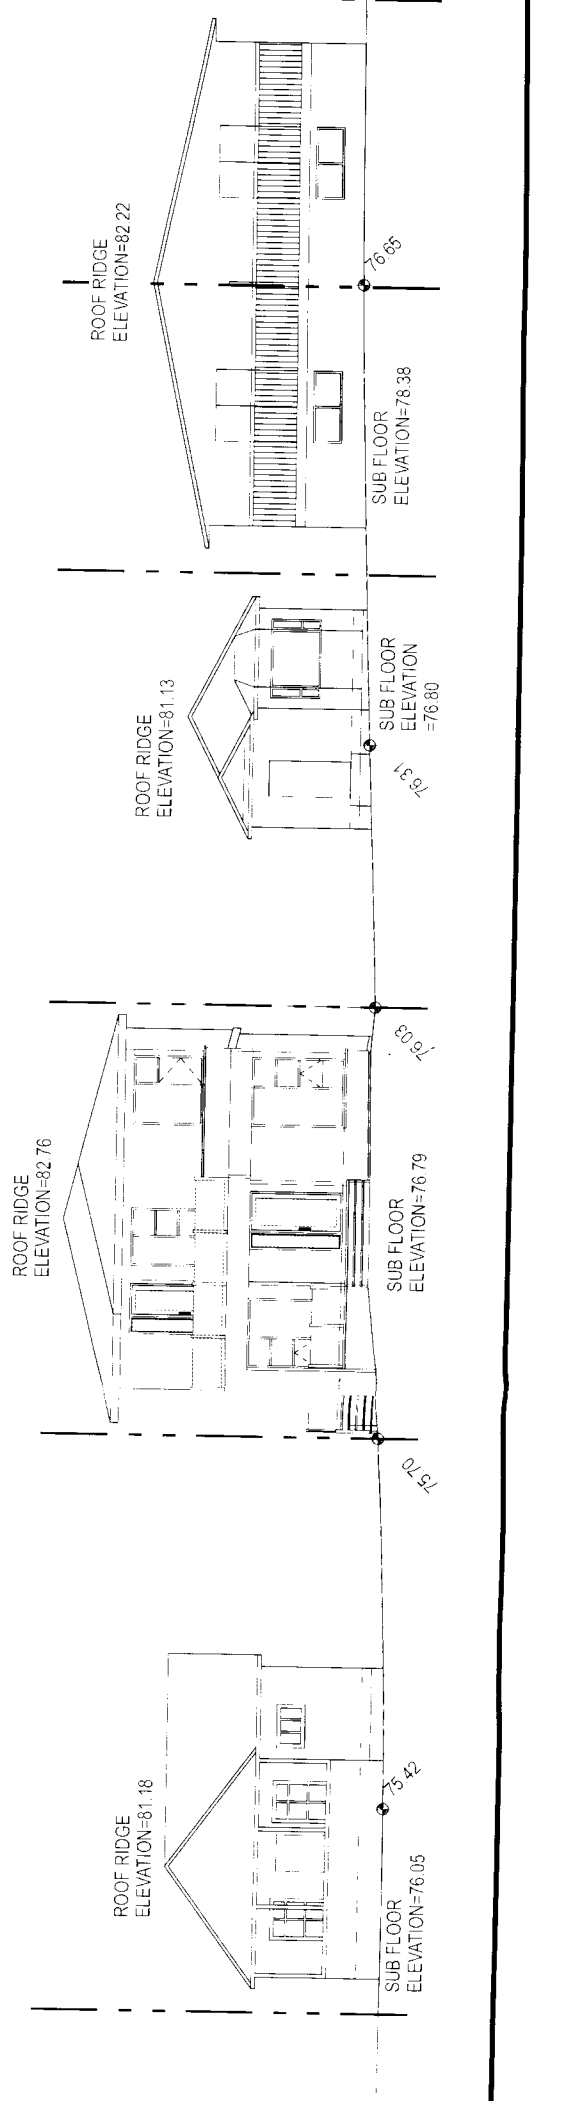 ROOF RIDGE
ELEVATION=81.18
75.42
SUB FLOOR
ELEVATION=76.05
ROOF RIDGE
ELEVATION=82.76
75.70
SUB FLOOR
ELEVATION=76.79
76.03
ROOF RIDGE
ELEVATION=81.13
76.31
SUB FLOOR
ELEVATION
=76.80
ROOF RIDGE
ELEVATION=82.22
SUB FLOOR
ELEVATION=78.38
76.65